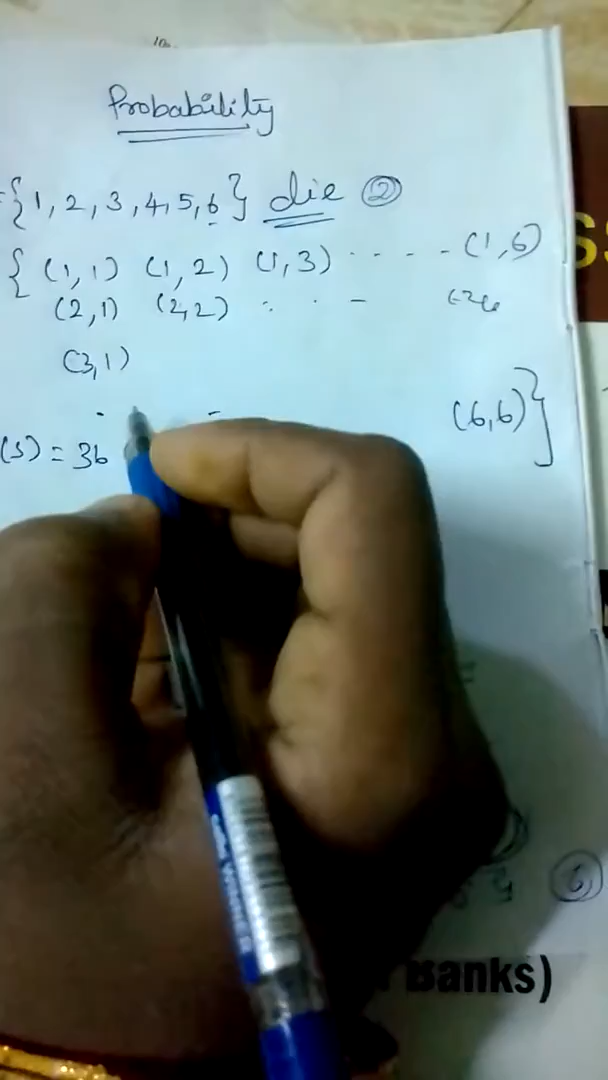 Probability
={1,2,3,4,5,6} die ②
{ (1,1) (1,2) (1,3) ····-(1,6)
(2,1) (2,2) : · –
(3,1)
· – (6,6) }
(S) = 36
6
Banks)